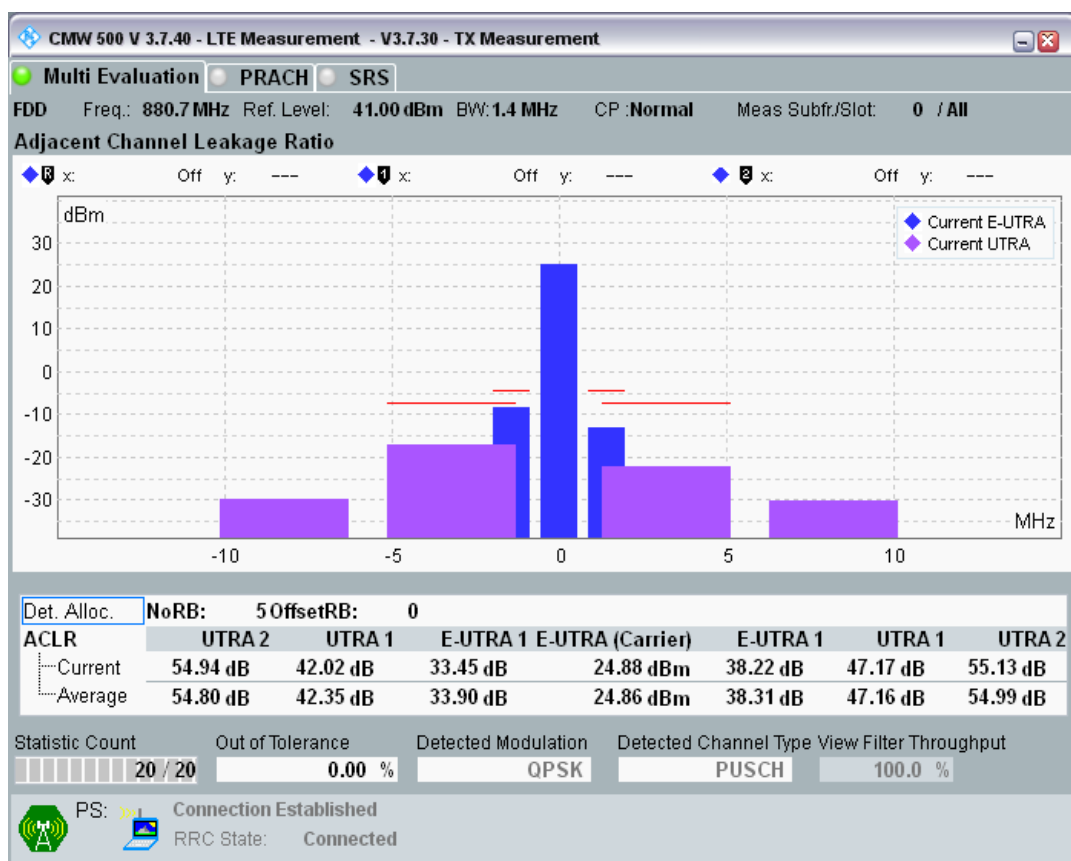 CMW 500 V 3.7.40 - LTE Measurement - V3.7.30 - TX Measurement
Multi Evaluation PRACH SRS
FDD Freq.: 880.7 MHz Ref. Level: 41.00 dBm BW: 1.4 MHz CP :Normal Meas Subfr./Slot: 0 / All
Adjacent Channel Leakage Ratio
R x: Off y: --- 1 x: Off y: --- 2 x: Off y: ---
dBm
Current E-UTRA
Current UTRA
30
20
10
0
-10
-20
-30
MHz
-10 -5 0 5 10
Det. Alloc. NoRB: 5 OffsetRB: 0
ACLR UTRA 2 UTRA 1 E-UTRA 1 E-UTRA (Carrier) E-UTRA 1 UTRA 1 UTRA 2
Current 54.94 dB 42.02 dB 33.45 dB 24.88 dBm 38.22 dB 47.17 dB 55.13 dB
Average 54.80 dB 42.35 dB 33.90 dB 24.86 dBm 38.31 dB 47.16 dB 54.99 dB
Statistic Count Out of Tolerance Detected Modulation Detected Channel Type View Filter Throughput
20 / 20 0.00 % QPSK PUSCH 100.0 %
PS: Connection Established
RRC State: Connected